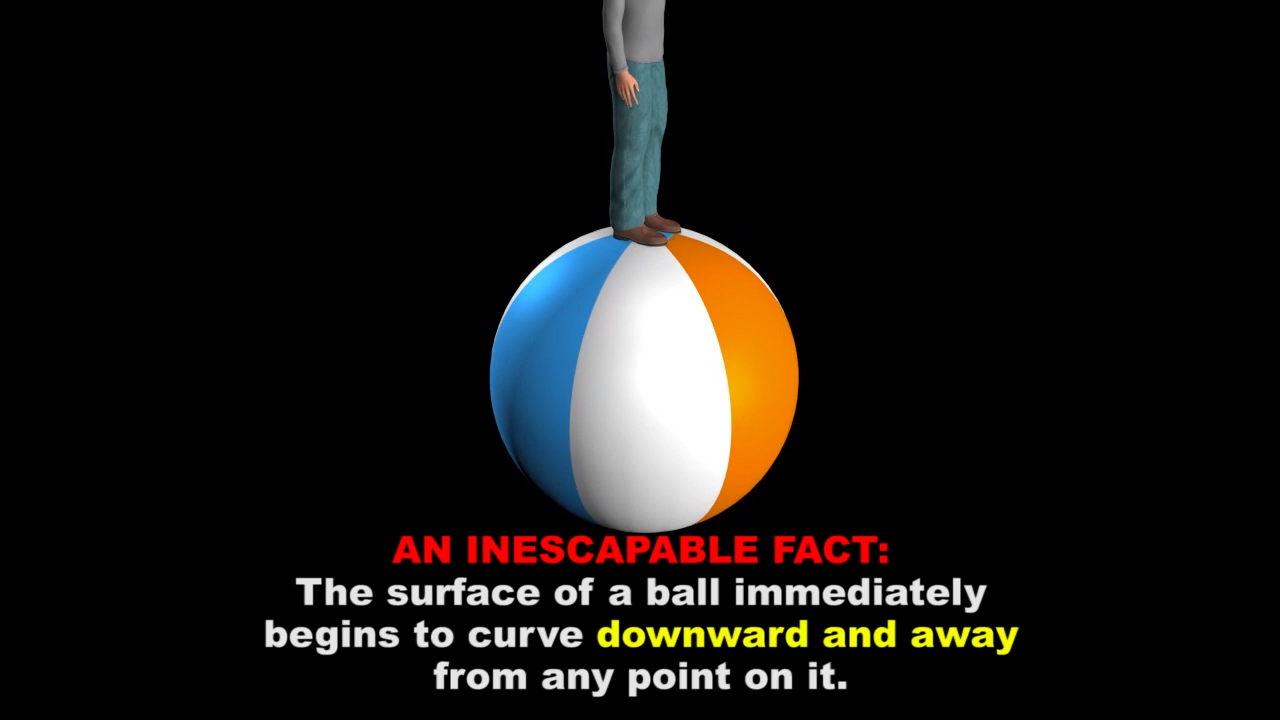 AN INESCAPABLE FACT:
The surface of a ball immediately
begins to curve downward and away
from any point on it.